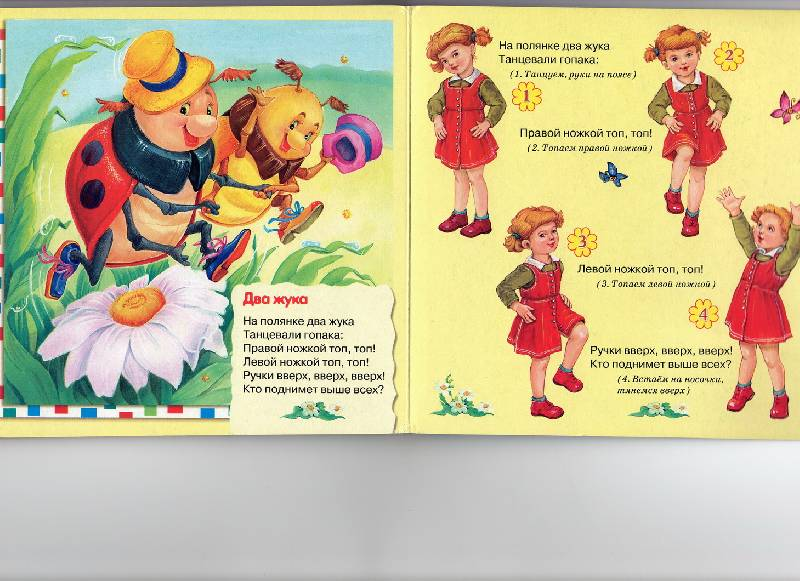 Два жука
На полянке два жука
Танцевали гопака:
Правой ножкой топ, топ!
Левой ножкой топ, топ!
Ручки вверх, вверх, вверх!
Кто поднимет выше всех?
На полянке два жука
Танцевали гопака:
(1. Танцуем, руки на пояс)
1
2
Правой ножкой топ, топ!
(2. Топаем правой ножкой)
3
Левой ножкой топ, топ!
(3. Топаем левой ножкой)
4
Ручки вверх, вверх, вверх!
Кто поднимет выше всех?
(4. Встаём на носочки,
тянемся вверх)